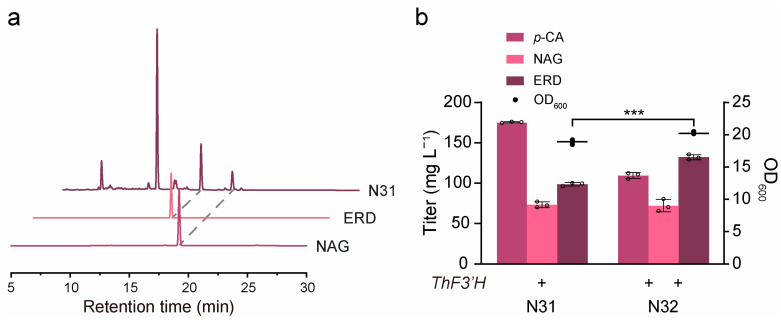 a
N31
ERD
NAG
5 10 15 20 25 30
Retention time (min)
b
p-CA
NAG
ERD
OD600
***
200 150 100 50 0
Titer (mg L−1)
25 20 15 10 5 0
OD600
ThF3'H + + +
N31 N32